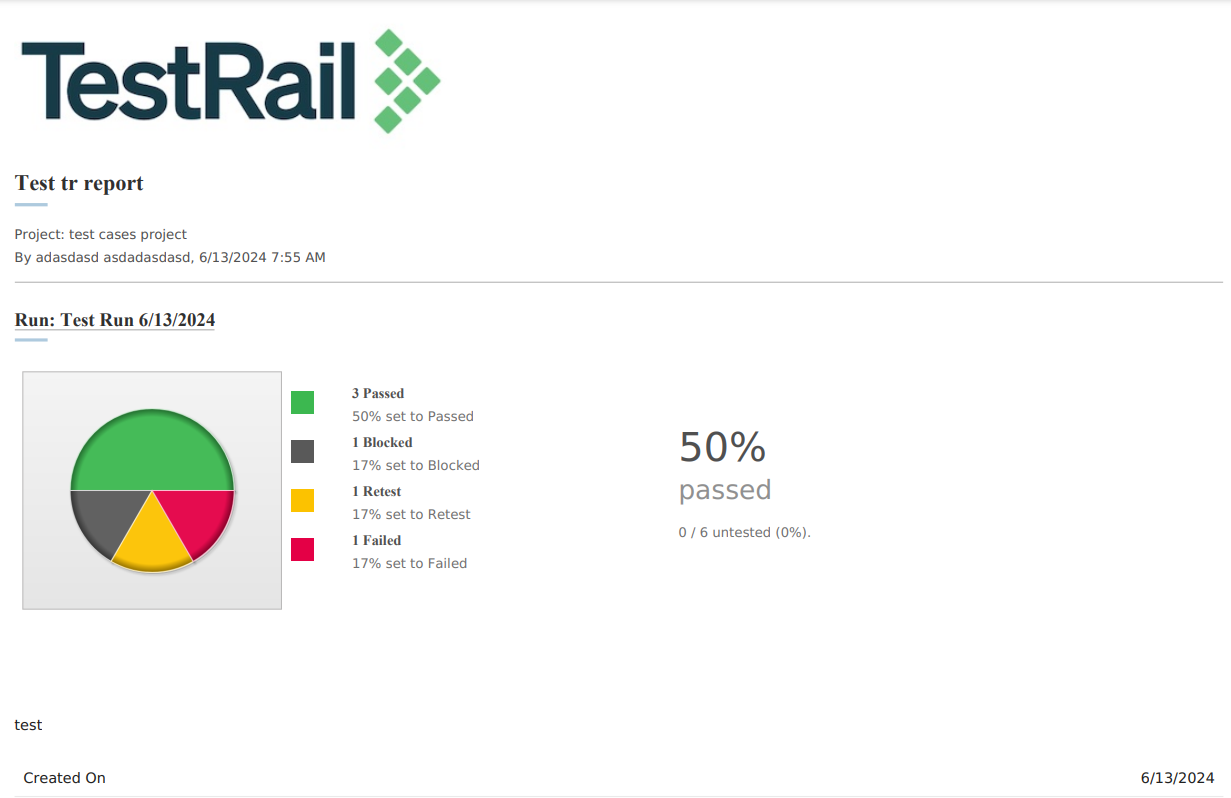 TestRail
Test tr report
Project: test cases project
By adasdasd asdadasdasd, 6/13/2024 7:55 AM
Run: Test Run 6/13/2024
3 Passed
50% set to Passed
1 Blocked
17% set to Blocked
1 Retest
17% set to Retest
1 Failed
17% set to Failed
50%
passed
0 / 6 untested (0%).
test
Created On 6/13/2024